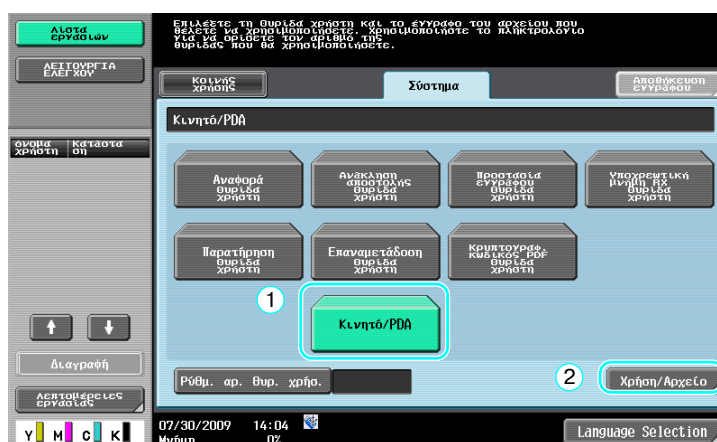 Λίστα
εργασιών
ΛΕΙΤΟΥΡΓΙΑ
ΕΛΕΓΧΟΥ
όνομα
χρήστη
Καταστα
ση
Διαγραφή
Λεπτομέρειες
εργασίας
Y M C K
Επιλέξτε τη θυρίδα χρήστη και το έγγραφο του αρχείου που
θέλετε να χρησιμοποιήσετε. Χρησιμοποιήστε το πληκτρολόγιο
για να ορίσετε τον αριθμό της
θυρίδας που θα χρησιμοποιήσετε.
Κοινής
χρήσης
Σύστημα
Αποθήκευση
εγγράφου
Κινητό/PDA
Αναφορά
θυρίδα
χρήστη
Ανάκληση
αποστολής
θυρίδα
χρήστη
Προστασία
εγγράφου
θυρίδα
χρήστη
Υποχρεωτική
μνήμη RX
θυρίδα
χρήστη
Παρατήρηση
θυρίδα
χρήστη
Επαναμετάδοση
θυρίδα
χρήστη
Κρυπτογραφ.
κωδικός PDF
θυρίδα
χρήστη
1
Κινητό/PDA
Ρύθμ. αρ. θυρ. χρήσ.
2
Χρήση/Αρχείο
07/30/2009 14:04
Μνήμη 0%
Language Selection